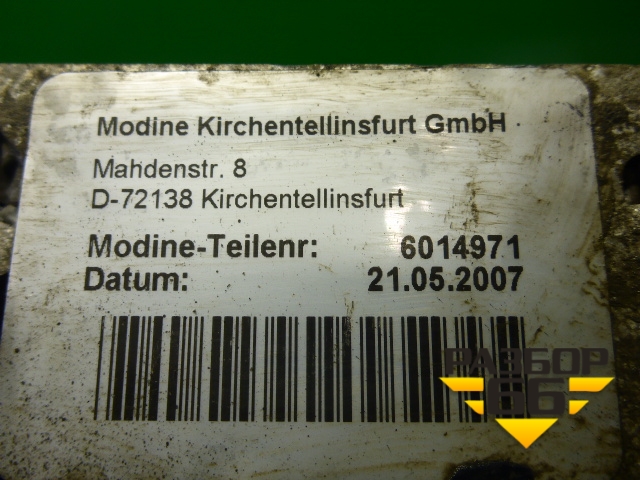 Modine Kirchentellinsfurt GmbH
Mahdenstr. 8
D-72138 Kirchentellinsfurt
Modine-Teilenr: 6014971
Datum: 21.05.2007
РАЗБОР
66